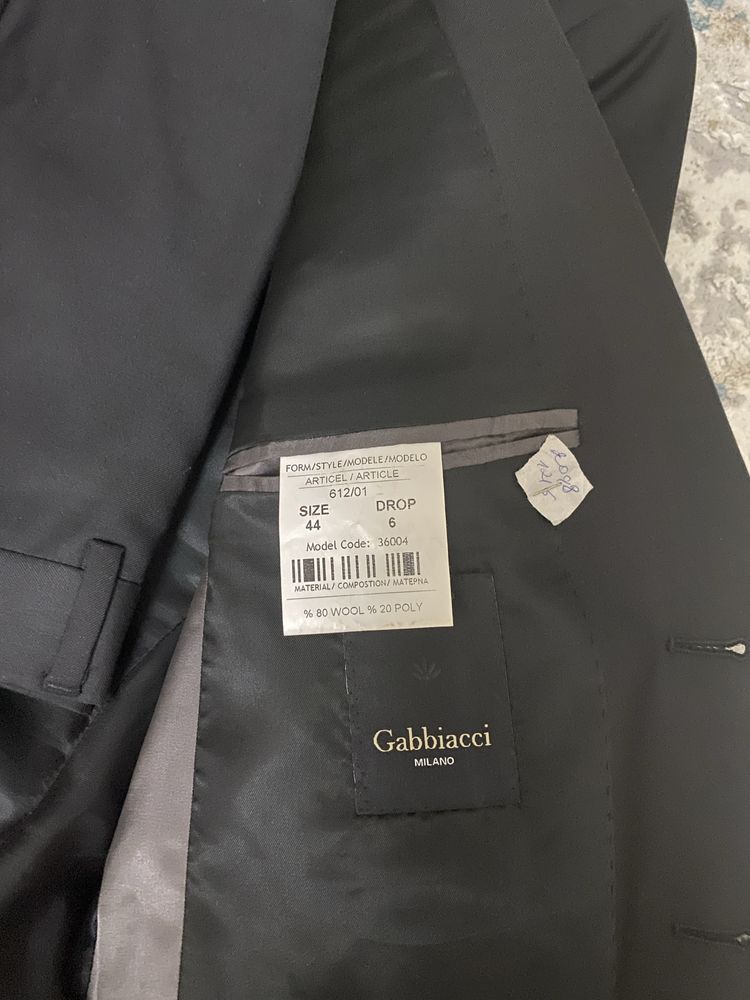 FORM/STYLE/MODELE/MODELO
ARTICEL / ARTICLE
612/01
SIZE DROP
44 6
Model Code: 36004
MATERIAL/ COMPOSTION/ MATEPNA
% 80 WOOL % 20 POLY
Gabbiacci
MILANO